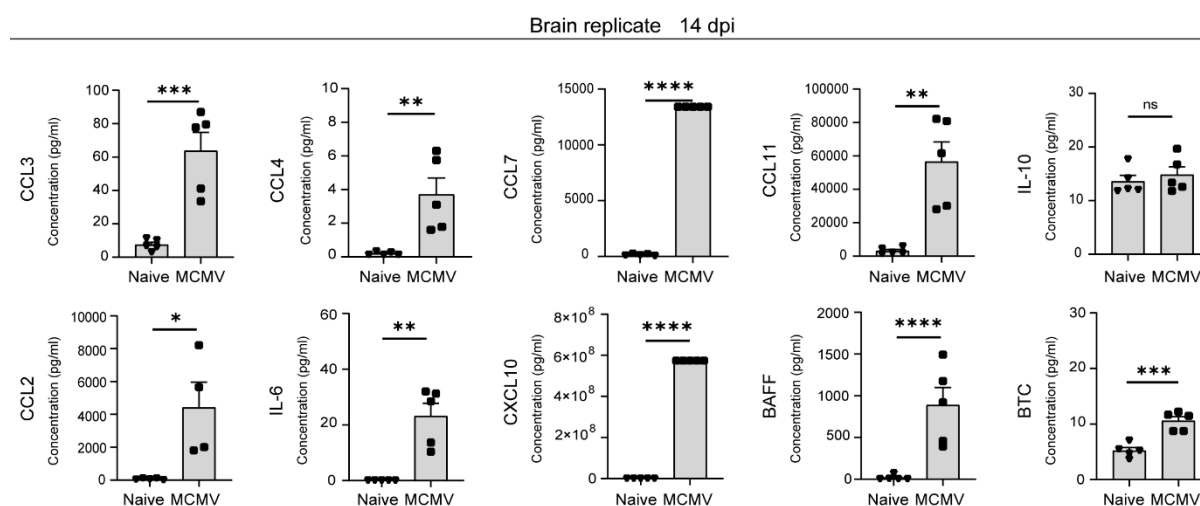 Brain replicate 14 dpi
CCL3
Concentration (pg/ml)
100
80
60
40
20
0
***
Naive MCMV
CCL4
Concentration (pg/ml)
6
4
2
0
8
**
Naive MCMV
CCL7
Concentration (pg/ml)
15000
10000
5000
0
****
Naive MCMV
CCL11
Concentration (pg/ml)
100000
80000
60000
40000
20000
0
**
Naive MCMV
IL-10
Concentration (pg/ml)
30
20
10
0
ns
Naive MCMV
CCL2
Concentration (pg/ml)
10000
8000
6000
4000
2000
0
*
Naive MCMV
IL-6
Concentration (pg/ml)
60
40
20
0
**
Naive MCMV
CXCL10
Concentration (pg/ml)
8×10⁸
6×10⁸
4×10⁸
2×10⁸
0
****
Naive MCMV
BAFF
Concentration (pg/ml)
2000
1500
1000
500
0
****
Naive MCMV
BTC
Concentration (pg/ml)
30
20
10
0
***
Naive MCMV